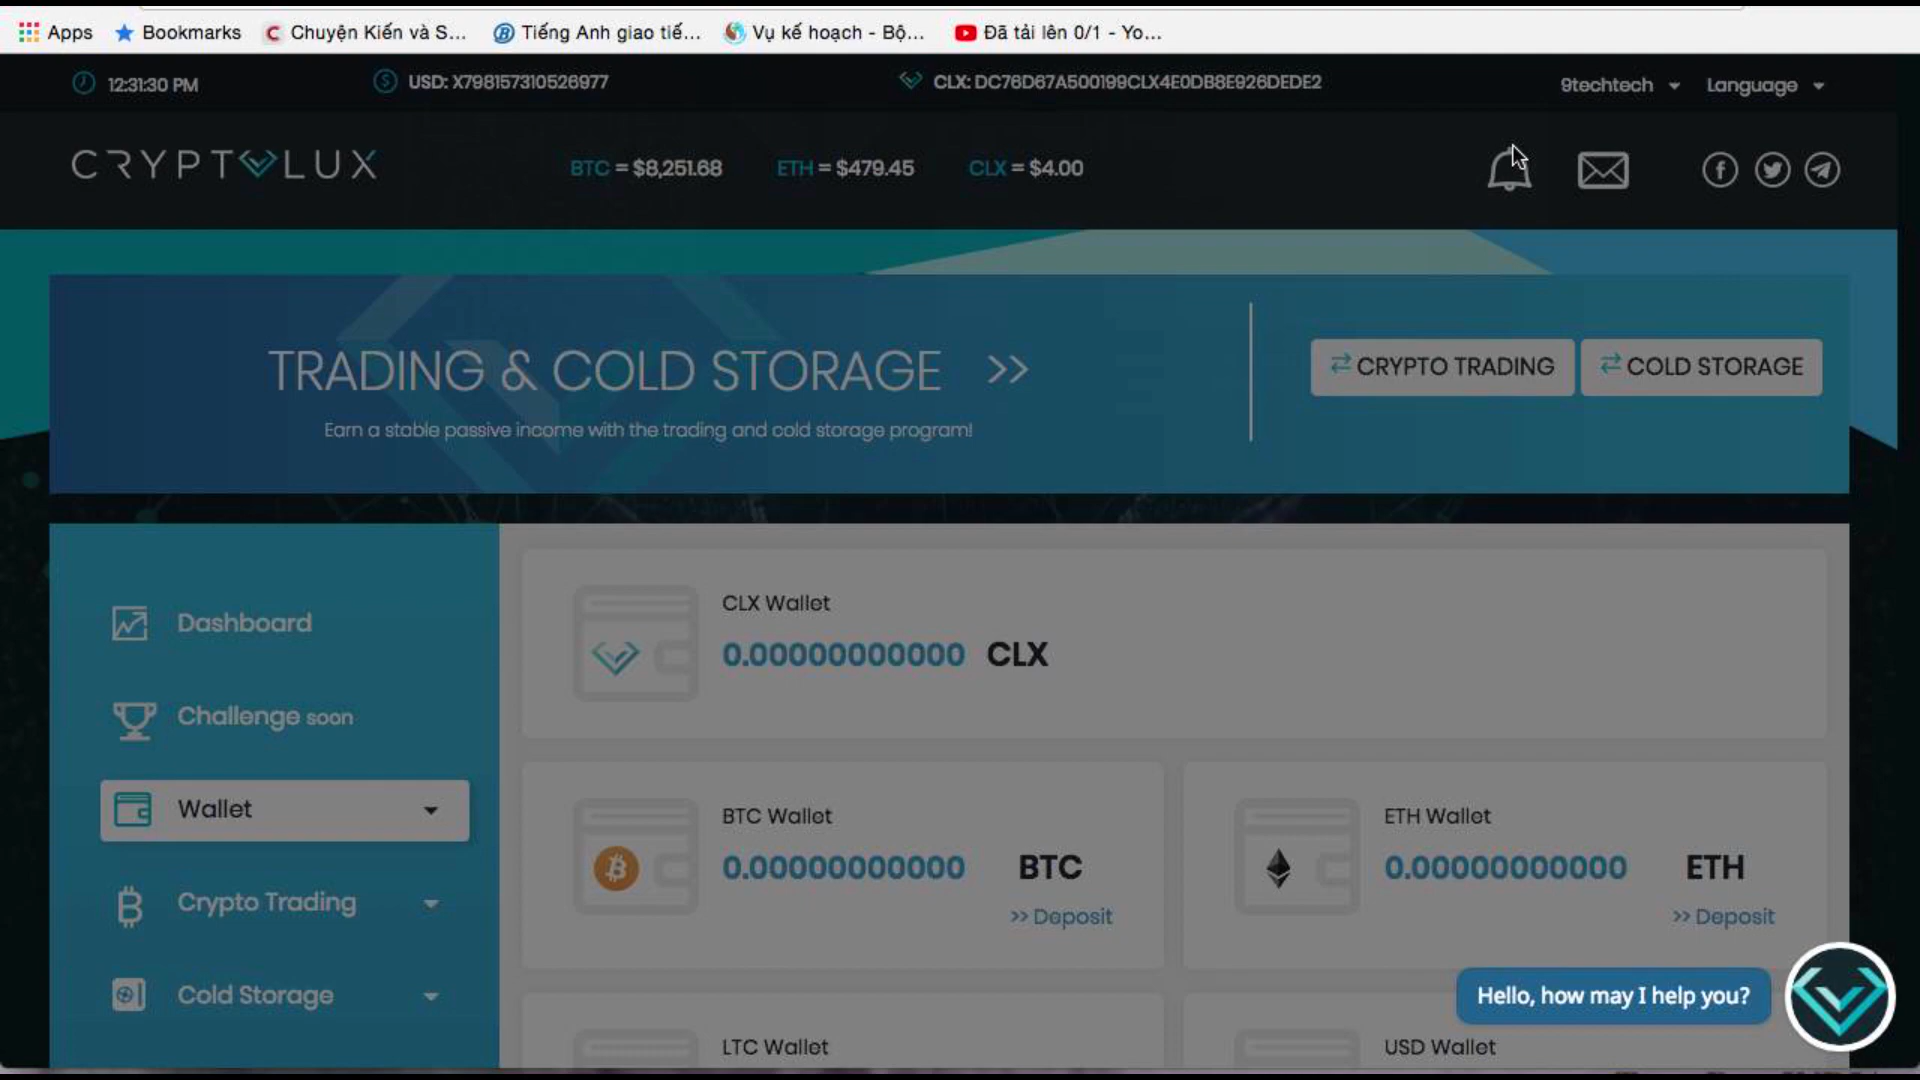 Apps
Bookmarks
Chuyện Kiến và S...
Tiếng Anh giao tiế...
Vụ kế hoạch - Bộ...
Đã tải lên 0/1 - Yo...
12:31:30 PM
USD: X798157310526977
CLX: DC76D67A500199CLX4E0DB8E926DEDE2
9techtech
Language
CRYPTOLUX
BTC = $8,251.68
ETH = $479.45
CLX = $4.00
TRADING & COLD STORAGE >>
Earn a stable passive income with the trading and cold storage program!
CRYPTO TRADING
COLD STORAGE
Dashboard
Challenge soon
Wallet
Crypto Trading
Cold Storage
CLX Wallet
0.00000000000 CLX
BTC Wallet
0.00000000000 BTC
>> Deposit
ETH Wallet
0.00000000000 ETH
>> Deposit
LTC Wallet
USD Wallet
Hello, how may I help you?